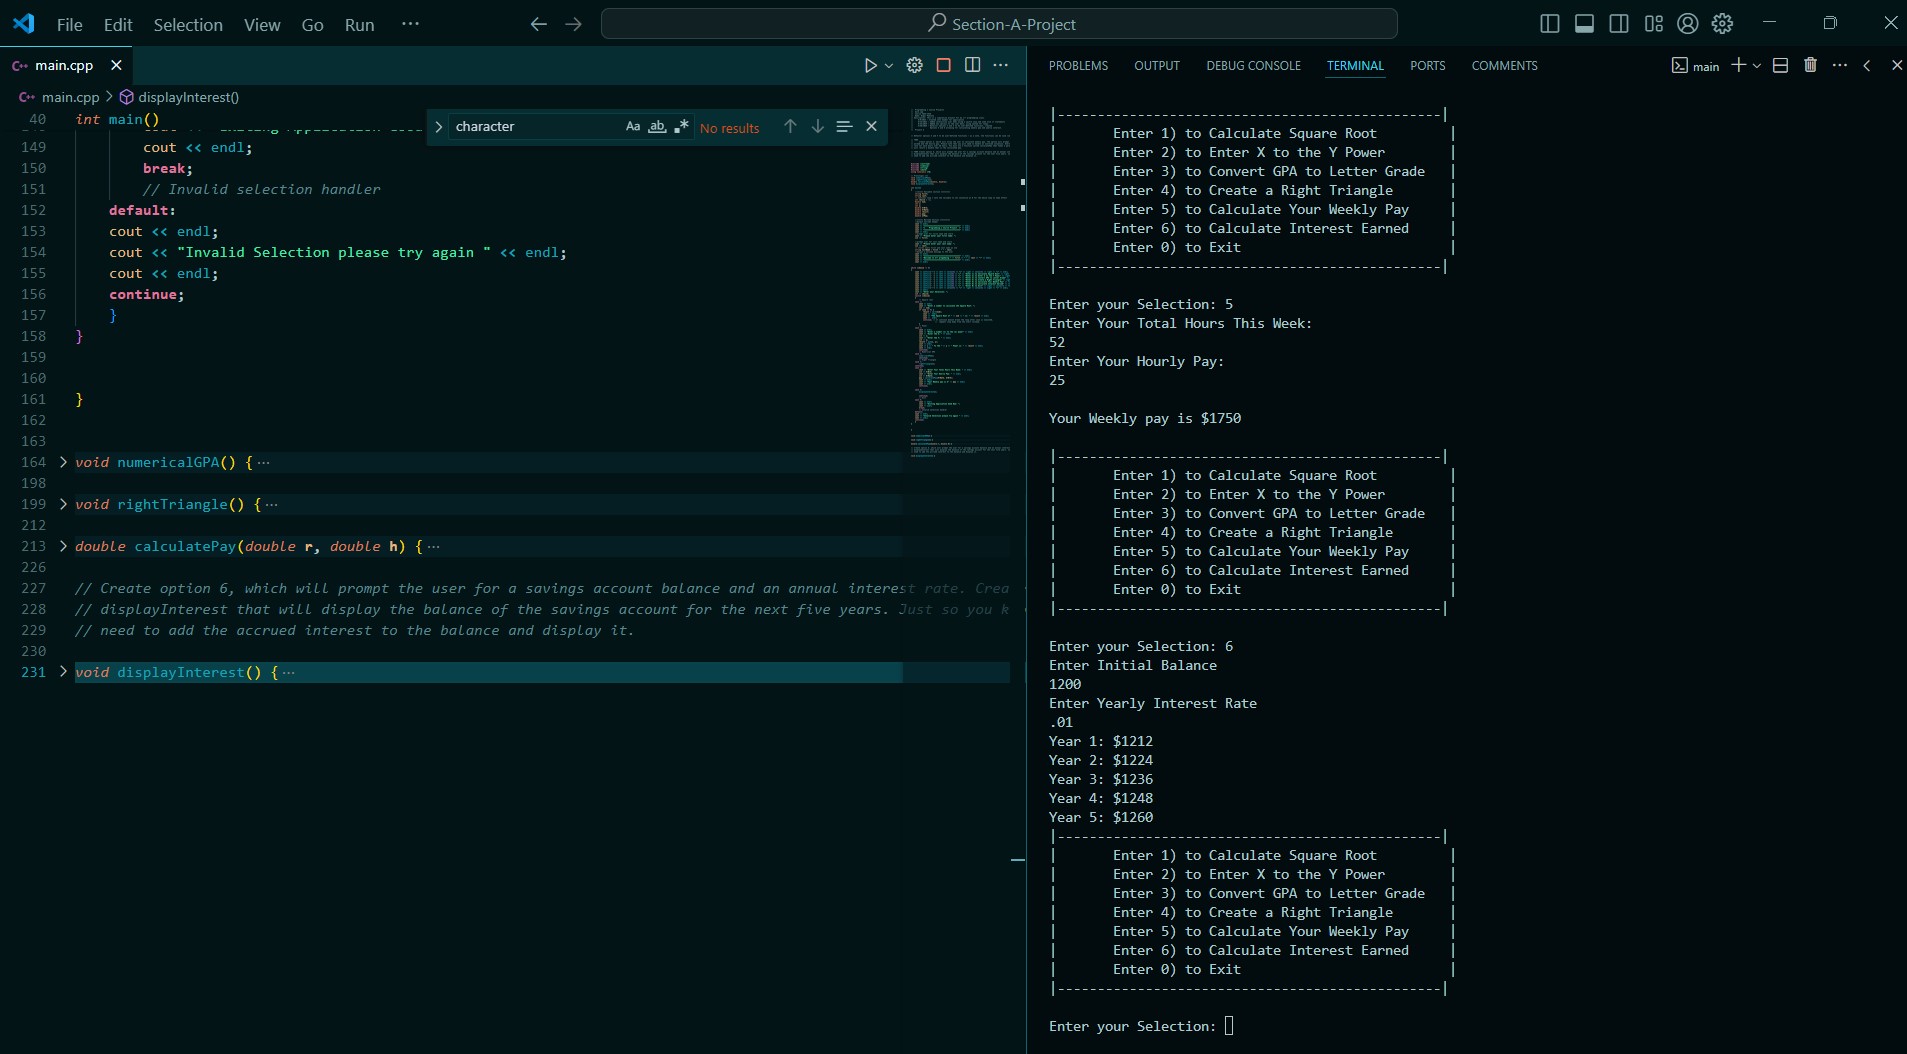 File Edit Selection View Go Run ··· Section-A-Project
main.cpp
main.cpp > displayInterest()
character Aa ab No results
40 int main()
149 cout << endl;
150 break;
151 // Invalid selection handler
152 default:
153 cout << endl;
154 cout << "Invalid Selection please try again " << endl;
155 cout << endl;
156 continue;
157 }
158 }
159
160
161 }
162
163
164 void numericalGPA() { ···
198
199 void rightTriangle() { ···
212
213 double calculatePay(double r, double h) { ···
226
227 // Create option 6, which will prompt the user for a savings account balance and an annual interest rate. Crea
228 // displayInterest that will display the balance of the savings account for the next five years. Just so you k
229 // need to add the accrued interest to the balance and display it.
230
231 void displayInterest() { ···
PROBLEMS OUTPUT DEBUG CONSOLE TERMINAL PORTS COMMENTS main
|------------------------------------------------|
| Enter 1) to Calculate Square Root |
| Enter 2) to Enter X to the Y Power |
| Enter 3) to Convert GPA to Letter Grade |
| Enter 4) to Create a Right Triangle |
| Enter 5) to Calculate Your Weekly Pay |
| Enter 6) to Calculate Interest Earned |
| Enter 0) to Exit |
|------------------------------------------------|
Enter your Selection: 5
Enter Your Total Hours This Week:
52
Enter Your Hourly Pay:
25
Your Weekly pay is $1750
|------------------------------------------------|
| Enter 1) to Calculate Square Root |
| Enter 2) to Enter X to the Y Power |
| Enter 3) to Convert GPA to Letter Grade |
| Enter 4) to Create a Right Triangle |
| Enter 5) to Calculate Your Weekly Pay |
| Enter 6) to Calculate Interest Earned |
| Enter 0) to Exit |
|------------------------------------------------|
Enter your Selection: 6
Enter Initial Balance
1200
Enter Yearly Interest Rate
.01
Year 1: $1212
Year 2: $1224
Year 3: $1236
Year 4: $1248
Year 5: $1260
|------------------------------------------------|
| Enter 1) to Calculate Square Root |
| Enter 2) to Enter X to the Y Power |
| Enter 3) to Convert GPA to Letter Grade |
| Enter 4) to Create a Right Triangle |
| Enter 5) to Calculate Your Weekly Pay |
| Enter 6) to Calculate Interest Earned |
| Enter 0) to Exit |
|------------------------------------------------|
Enter your Selection: